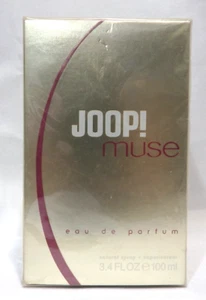 JOOP!
muse
eau de parfum
3.4 FL OZ ℮ 100 ml